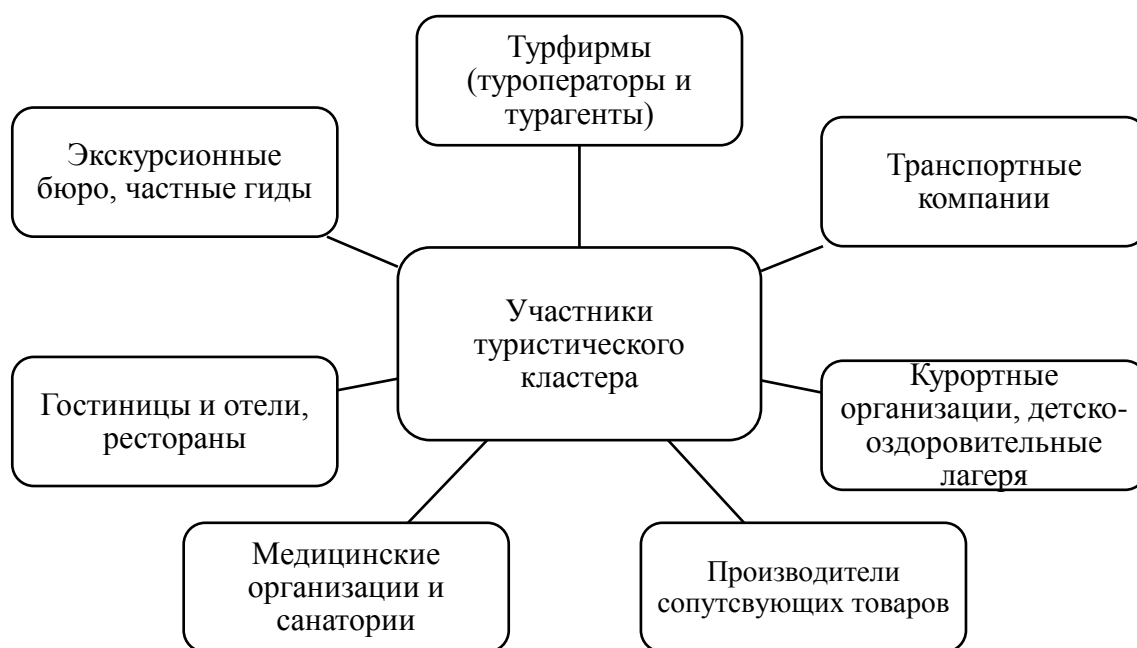 Турфирмы
(туроператоры и
турагенты)
Экскурсионные
бюро, частные гиды
Транспортные
компании
Участники
туристического
кластера
Гостиницы и отели,
рестораны
Курортные
организации, детско-
оздоровительные
лагеря
Медицинские
организации и
санатории
Производители
сопутсвующих товаров